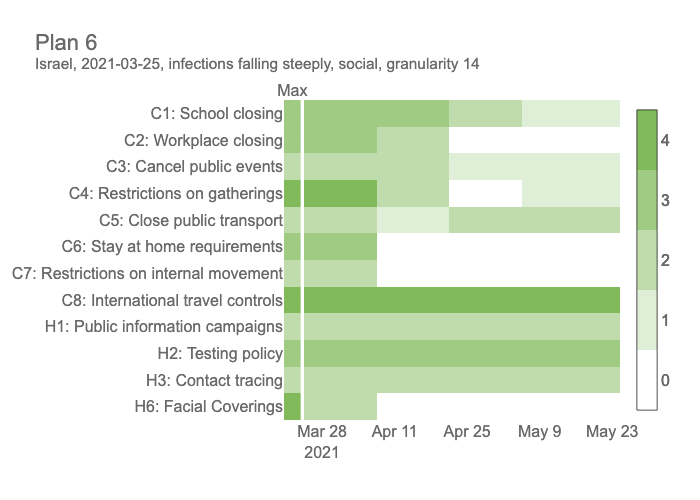 Plan 6
Israel, 2021-03-25, infections falling steeply, social, granularity 14
Max
C1: School closing
C2: Workplace closing
C3: Cancel public events
C4: Restrictions on gatherings
C5: Close public transport
C6: Stay at home requirements
C7: Restrictions on internal movement
C8: International travel controls
H1: Public information campaigns
H2: Testing policy
H3: Contact tracing
H6: Facial Coverings
Mar 28 Apr 11 Apr 25 May 9 May 23
2021
4
3
2
1
0